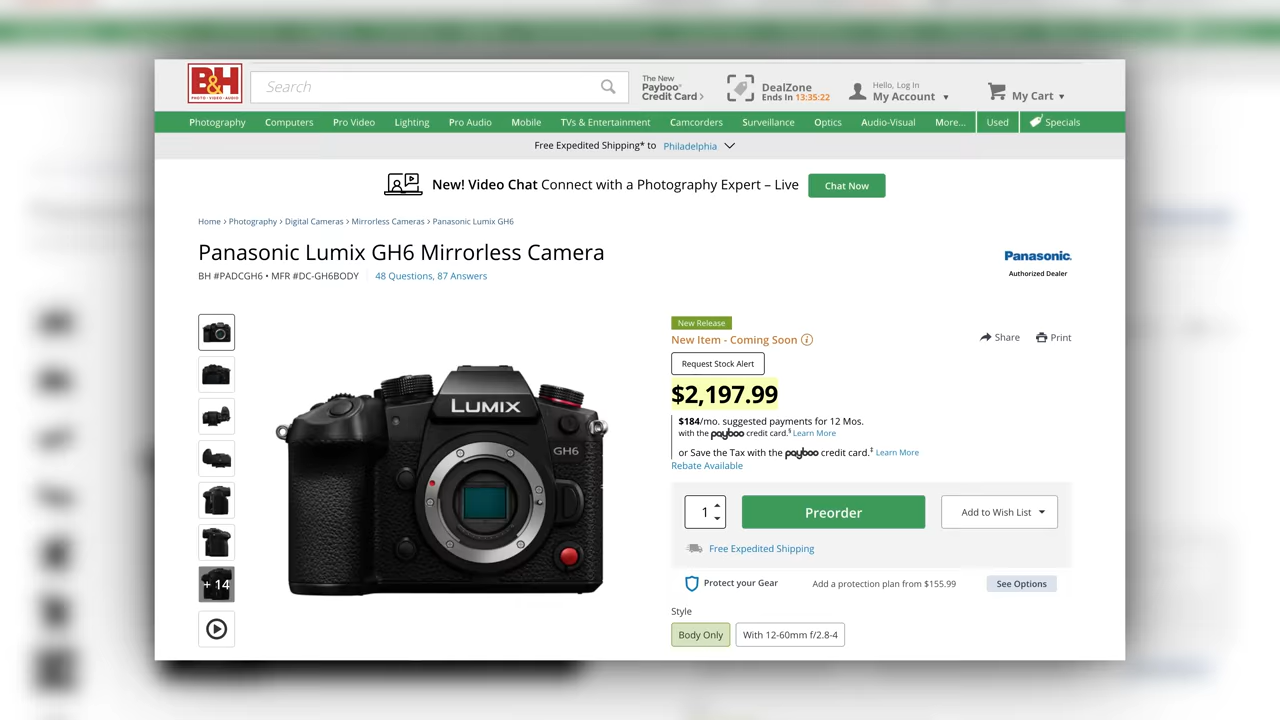 B&H
PHOTO • VIDEO • AUDIO
Search
The New
Payboo®
Credit Card ›
DealZone
Ends In 13:35:22
Hello, Log In
My Account
My Cart
Photography
Computers
Pro Video
Lighting
Pro Audio
Mobile
TVs & Entertainment
Camcorders
Surveillance
Optics
Audio-Visual
More...
Used
Specials
Free Expedited Shipping* to Philadelphia
New! Video Chat Connect with a Photography Expert – Live
Chat Now
Home › Photography › Digital Cameras › Mirrorless Cameras › Panasonic Lumix GH6
Panasonic Lumix GH6 Mirrorless Camera
BH #PADCGH6 • MFR #DC-GH6BODY
48 Questions, 87 Answers
Panasonic.
Authorized Dealer
LUMIX
GH6
+ 14
New Release
New Item - Coming Soon
Share
Print
Request Stock Alert
$2,197.99
$184/mo. suggested payments for 12 Mos.
with the payboo credit card.§ Learn More
or Save the Tax with the payboo credit card.‡ Learn More
Rebate Available
1
Preorder
Add to Wish List
Free Expedited Shipping
Protect your Gear
Add a protection plan from $155.99
See Options
Style
Body Only
With 12-60mm f/2.8-4